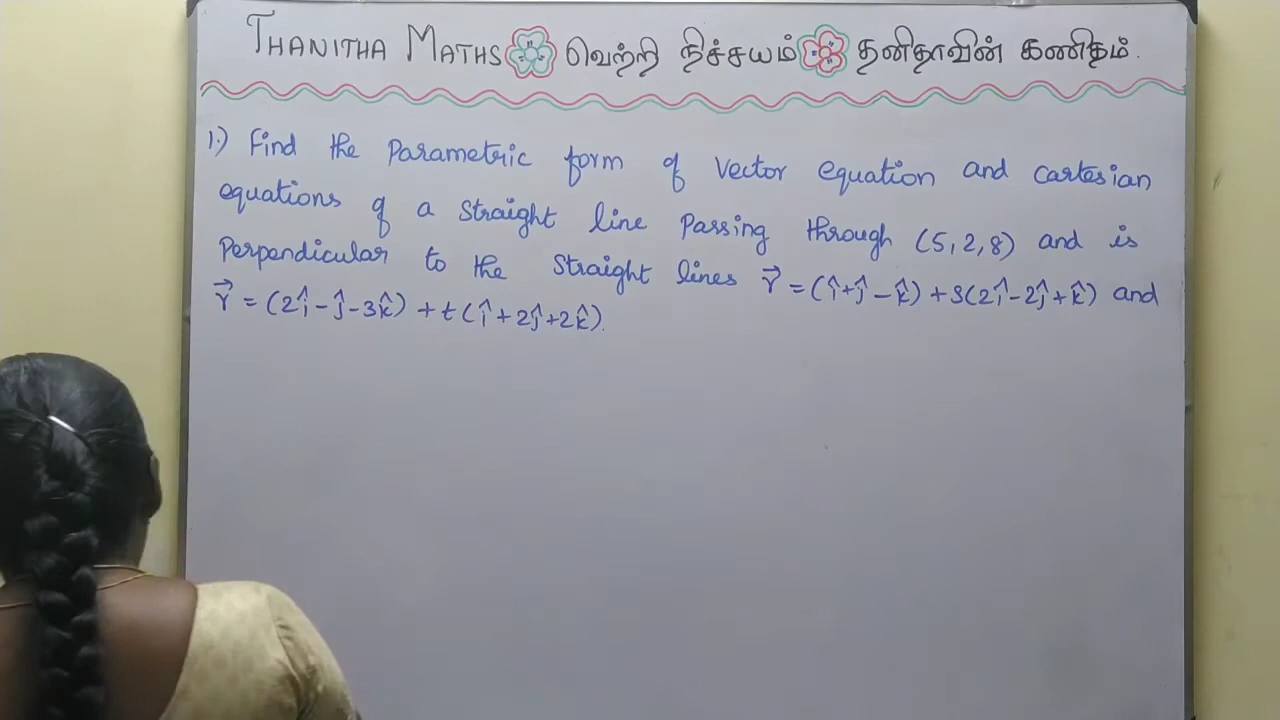 THANITHA MATHS வெற்றி நிச்சயம் தனிதாவின் கணிதம்.
1.) Find the Parametric form of vector equation and cartesian
equations of a straight line passing through (5,2,8) and is
perpendicular to the straight lines r⃗ = (î+ĵ-k̂)+s(2î-2ĵ+k̂) and
r⃗ = (2î-ĵ-3k̂)+t(î+2ĵ+2k̂).